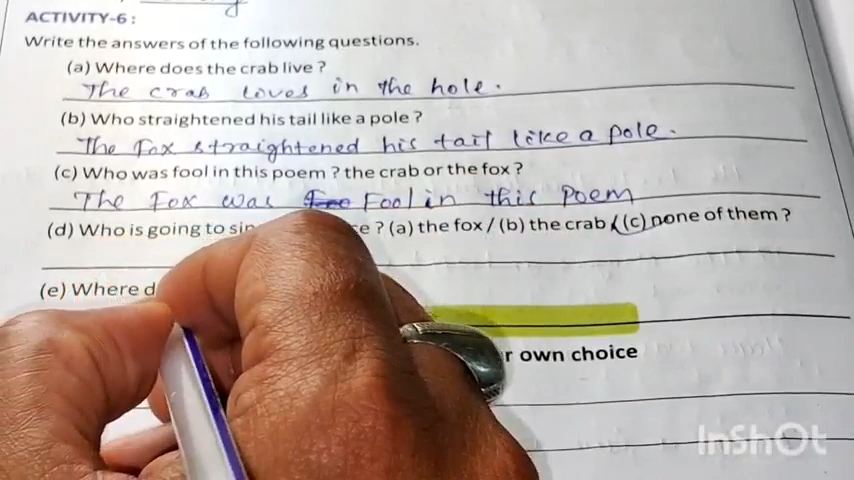 ACTIVITY-6 :
Write the answers of the following questions.
(a) Where does the crab live ?
The crab loves in the hole.
(b) Who straightened his tail like a pole ?
The Fox straightened his tail like a pole.
(c) Who was fool in this poem ? the crab or the fox ?
The Fox was Fool in this Poem
(d) Who is going to ? (a) the fox / (b) the crab / (c) none of them ?
(e) Where
own choice
InShOt